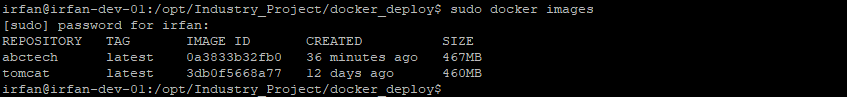 irfan@irfan-dev-01:/opt/Industry_Project/docker_deploy$ sudo docker images
[sudo] password for irfan:
REPOSITORY   TAG       IMAGE ID       CREATED          SIZE
abctech      latest    0a3833b32fb0   36 minutes ago   467MB
tomcat       latest    3db0f5668a77   12 days ago      460MB
irfan@irfan-dev-01:/opt/Industry_Project/docker_deploy$